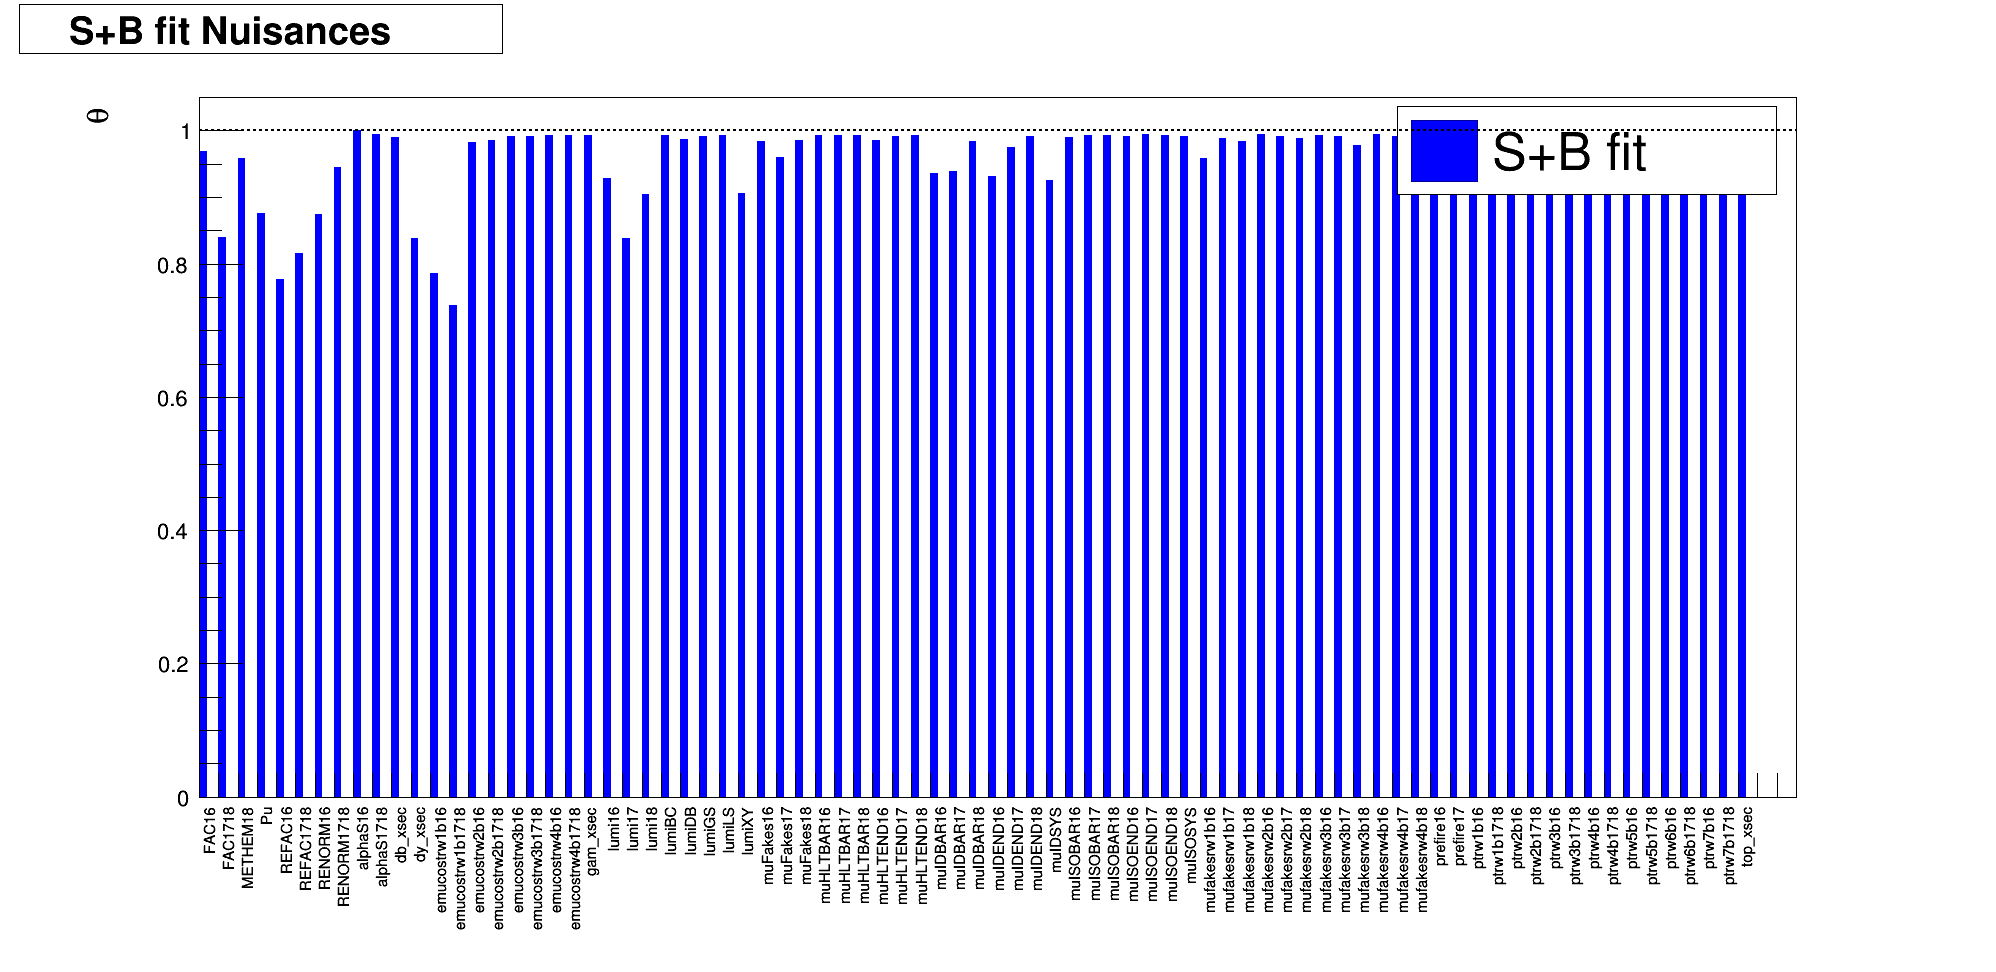 S+B fit Nuisances
θ
S+B fit
1
0.8
0.6
0.4
0.2
0
FAC16
FAC1718
METHEM18
Pu
REFAC16
REFAC1718
RENORM16
RENORM1718
alphaS16
alphaS1718
db_xsec
dy_xsec
emucostrw1b16
emucostrw1b1718
emucostrw2b16
emucostrw2b1718
emucostrw3b16
emucostrw3b1718
emucostrw4b16
emucostrw4b1718
gam_xsec
lumi16
lumi17
lumi18
lumiBC
lumiDB
lumiGS
lumiLS
lumiXY
muFakes16
muFakes17
muFakes18
muHLTBAR16
muHLTBAR17
muHLTBAR18
muHLTEND16
muHLTEND17
muHLTEND18
muIDBAR16
muIDBAR17
muIDBAR18
muIDEND16
muIDEND17
muIDEND18
muIDSYS
muISOBAR16
muISOBAR17
muISOBAR18
muISOEND16
muISOEND17
muISOEND18
muISOSYS
mufakesrw1b16
mufakesrw1b17
mufakesrw1b18
mufakesrw2b16
mufakesrw2b17
mufakesrw2b18
mufakesrw3b16
mufakesrw3b17
mufakesrw3b18
mufakesrw4b16
mufakesrw4b17
mufakesrw4b18
prefire16
prefire17
ptrw1b16
ptrw1b1718
ptrw2b16
ptrw2b1718
ptrw3b16
ptrw3b1718
ptrw4b16
ptrw4b1718
ptrw5b16
ptrw5b1718
ptrw6b16
ptrw6b1718
ptrw7b16
ptrw7b1718
top_xsec